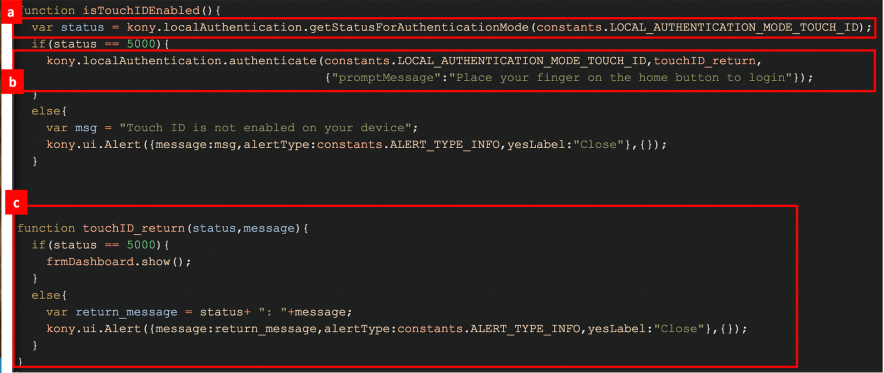 a
function isTouchIDEnabled(){
var status = kony.localAuthentication.getStatusForAuthenticationMode(constants.LOCAL_AUTHENTICATION_MODE_TOUCH_ID);
if(status == 5000){
b
kony.localAuthentication.authenticate(constants.LOCAL_AUTHENTICATION_MODE_TOUCH_ID,touchID_return,
{"promptMessage":"Place your finger on the home button to login"});
}
else{
var msg = "Touch ID is not enabled on your device";
kony.ui.Alert({message:msg,alertType:constants.ALERT_TYPE_INFO,yesLabel:"Close"},{});
}
c
function touchID_return(status,message){
if(status == 5000){
frmDashboard.show();
}
else{
var return_message = status+ ": "+message;
kony.ui.Alert({message:return_message,alertType:constants.ALERT_TYPE_INFO,yesLabel:"Close"},{});
}
}